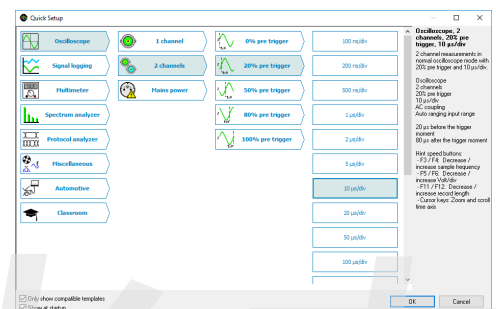 Quick Setup
Oscilloscope
Signal logging
Multimeter
Spectrum analyzer
Protocol analyzer
Miscellaneous
Automotive
Classroom
1 channel
2 channels
Mains power
0% pre trigger
20% pre trigger
50% pre trigger
80% pre trigger
100% pre trigger
100 ns/div
200 ns/div
500 ns/div
1 µs/div
2 µs/div
5 µs/div
10 µs/div
20 µs/div
50 µs/div
100 µs/div
Oscilloscope, 2
channels, 20% pre
trigger, 10 µs/div
2 channel measurements in
normal oscilloscope mode with
20% pre trigger and 10 µs/div.
Oscilloscope
2 channels
20% pre trigger
10 µs/div
AC coupling
Auto ranging input range
20 µs before the trigger
moment
80 µs after the trigger moment
Hint speed buttons:
- F3 / F4: Decrease /
increase sample frequency
- F5 / F6: Decrease /
increase Volt/div
- F11 / F12: Decrease /
increase record length
- Cursor keys: Zoom and scroll
time axis
Only show compatible templates
Show at startup
OK
Cancel